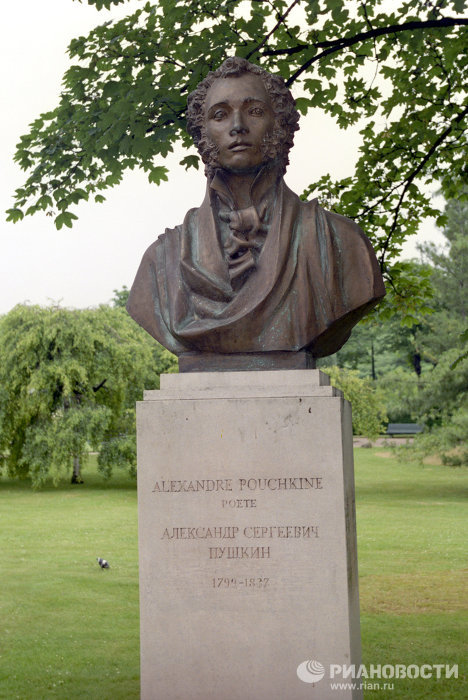 ALEXANDRE POUCHKINE
POETE
АЛЕКСАНДР СЕРГЕЕВИЧ
ПУШКИН
1799-1837
РИАНОВОСТИ
www.rian.ru